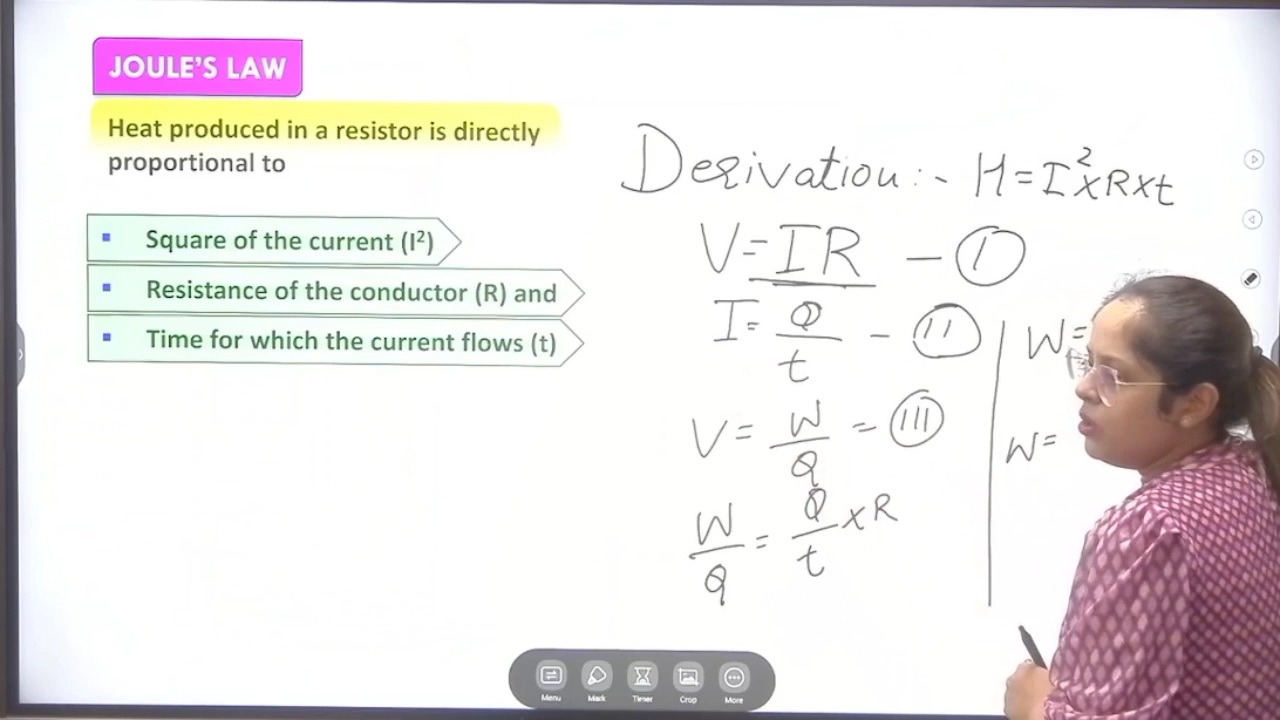 JOULE'S LAW
Heat produced in a resistor is directly
proportional to
▪ Square of the current (I²)
▪ Resistance of the conductor (R) and
▪ Time for which the current flows (t)
Derivation :- H=I²xRxt
V=IR - I
I=Q/t - II
V=W/Q = III
W/Q = Q/t x R
W=
W=
Menu
Mark
Timer
Crop
More